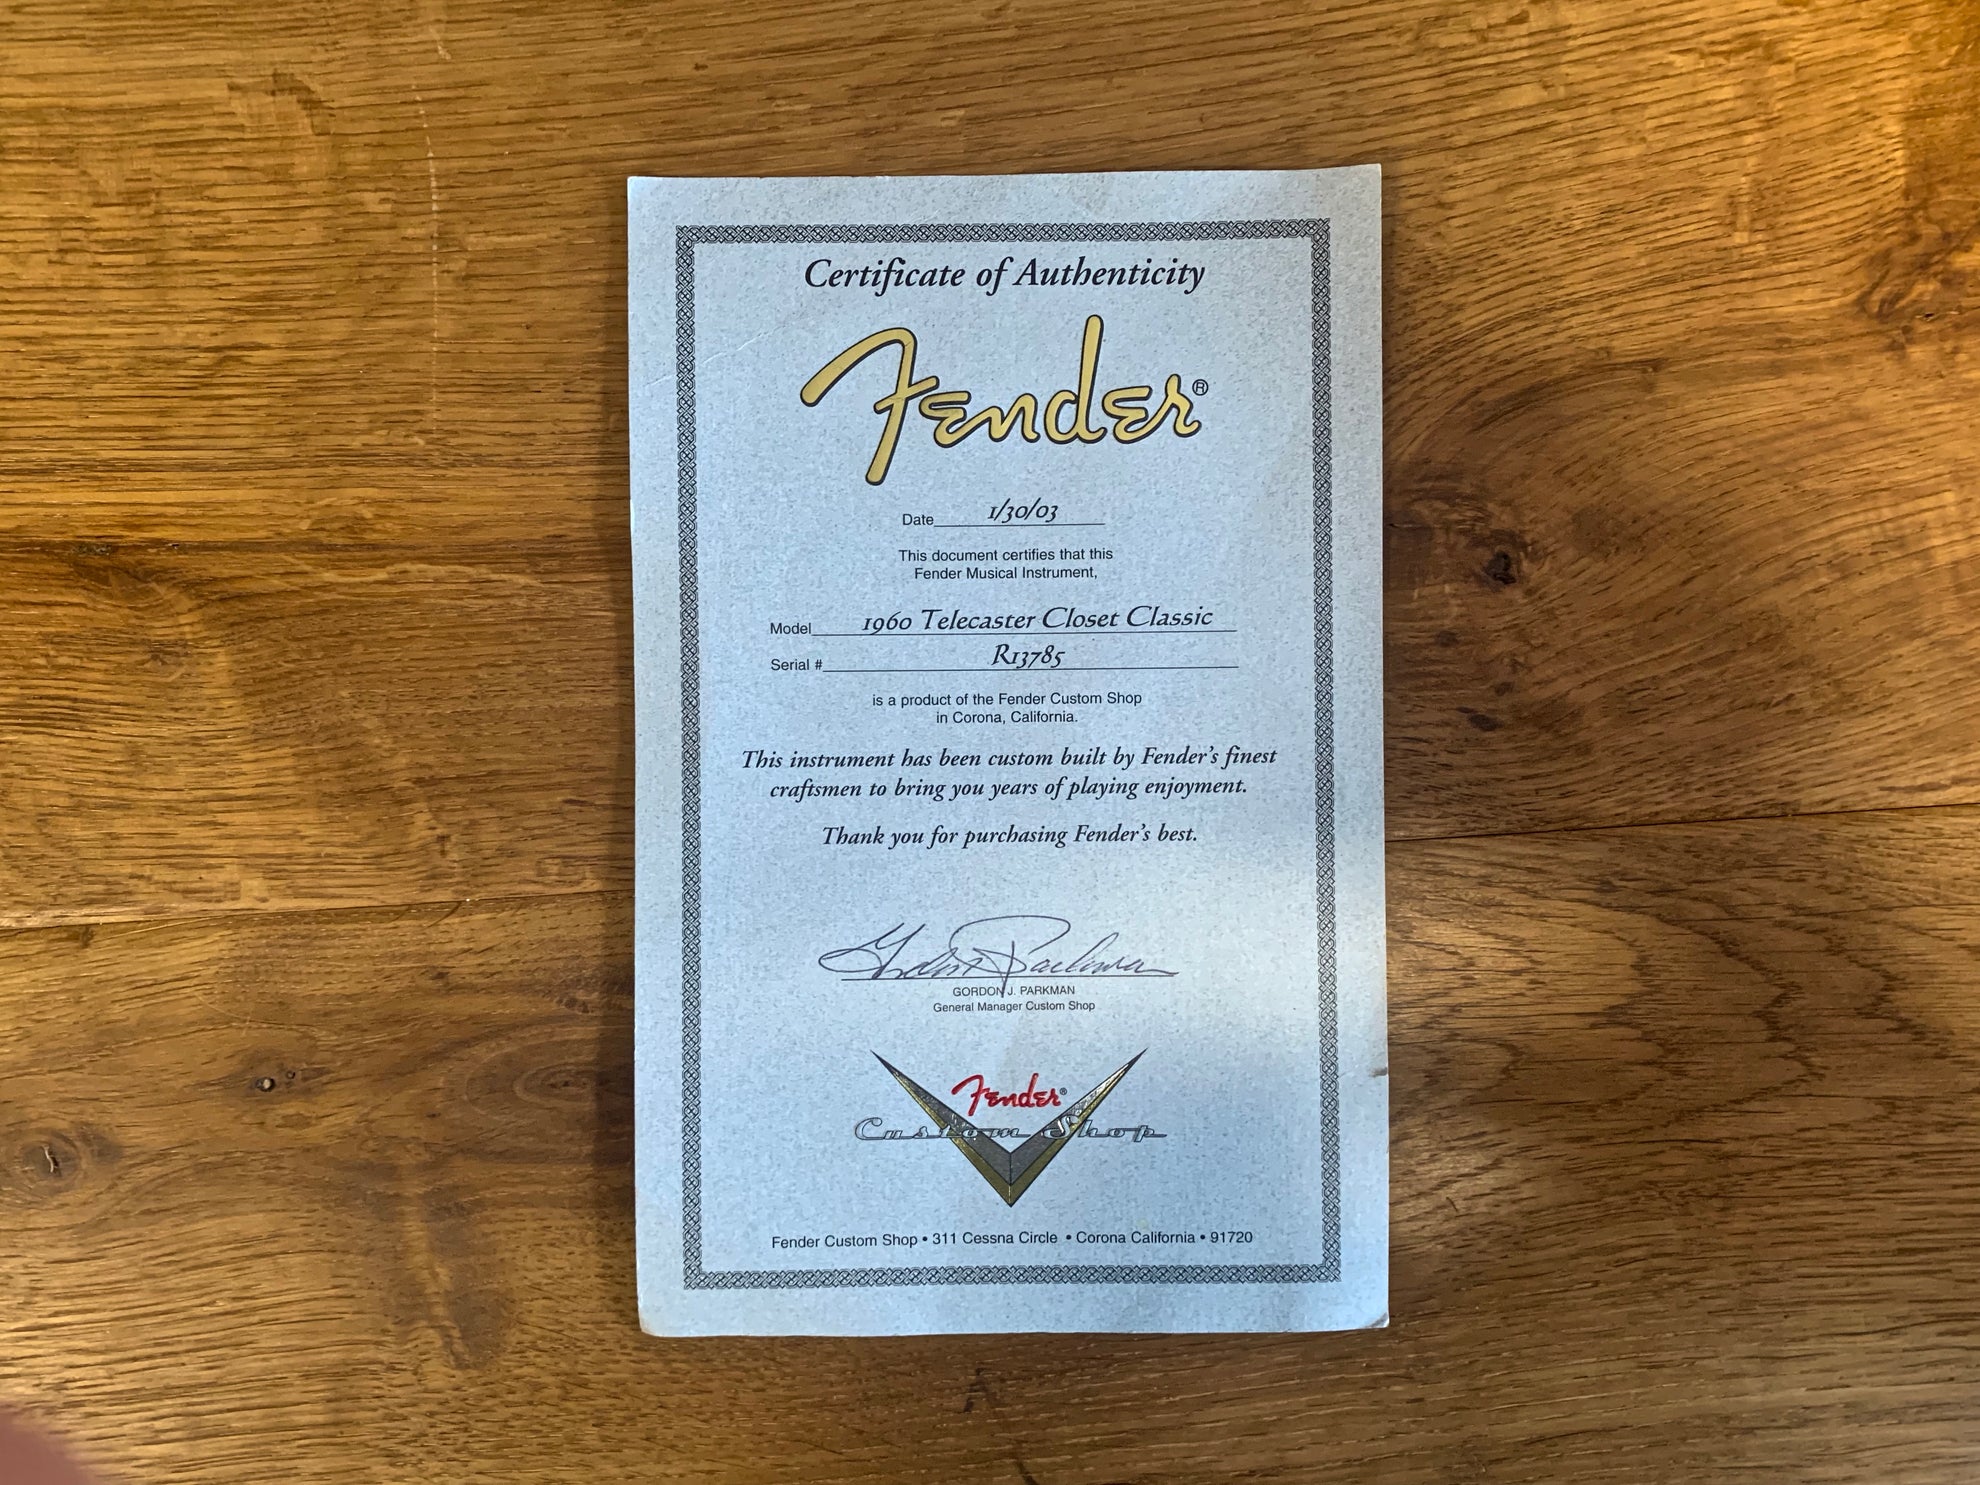 Certificate of Authenticity
Fender®
Date 1/30/03
This document certifies that this
Fender Musical Instrument,
Model 1960 Telecaster Closet Classic
Serial # R13785
is a product of the Fender Custom Shop
in Corona, California.
This instrument has been custom built by Fender's finest
craftsmen to bring you years of playing enjoyment.
Thank you for purchasing Fender's best.
Gordon Parkman
GORDON J. PARKMAN
General Manager Custom Shop
Fender®
Custom Shop
Fender Custom Shop • 311 Cessna Circle • Corona California • 91720